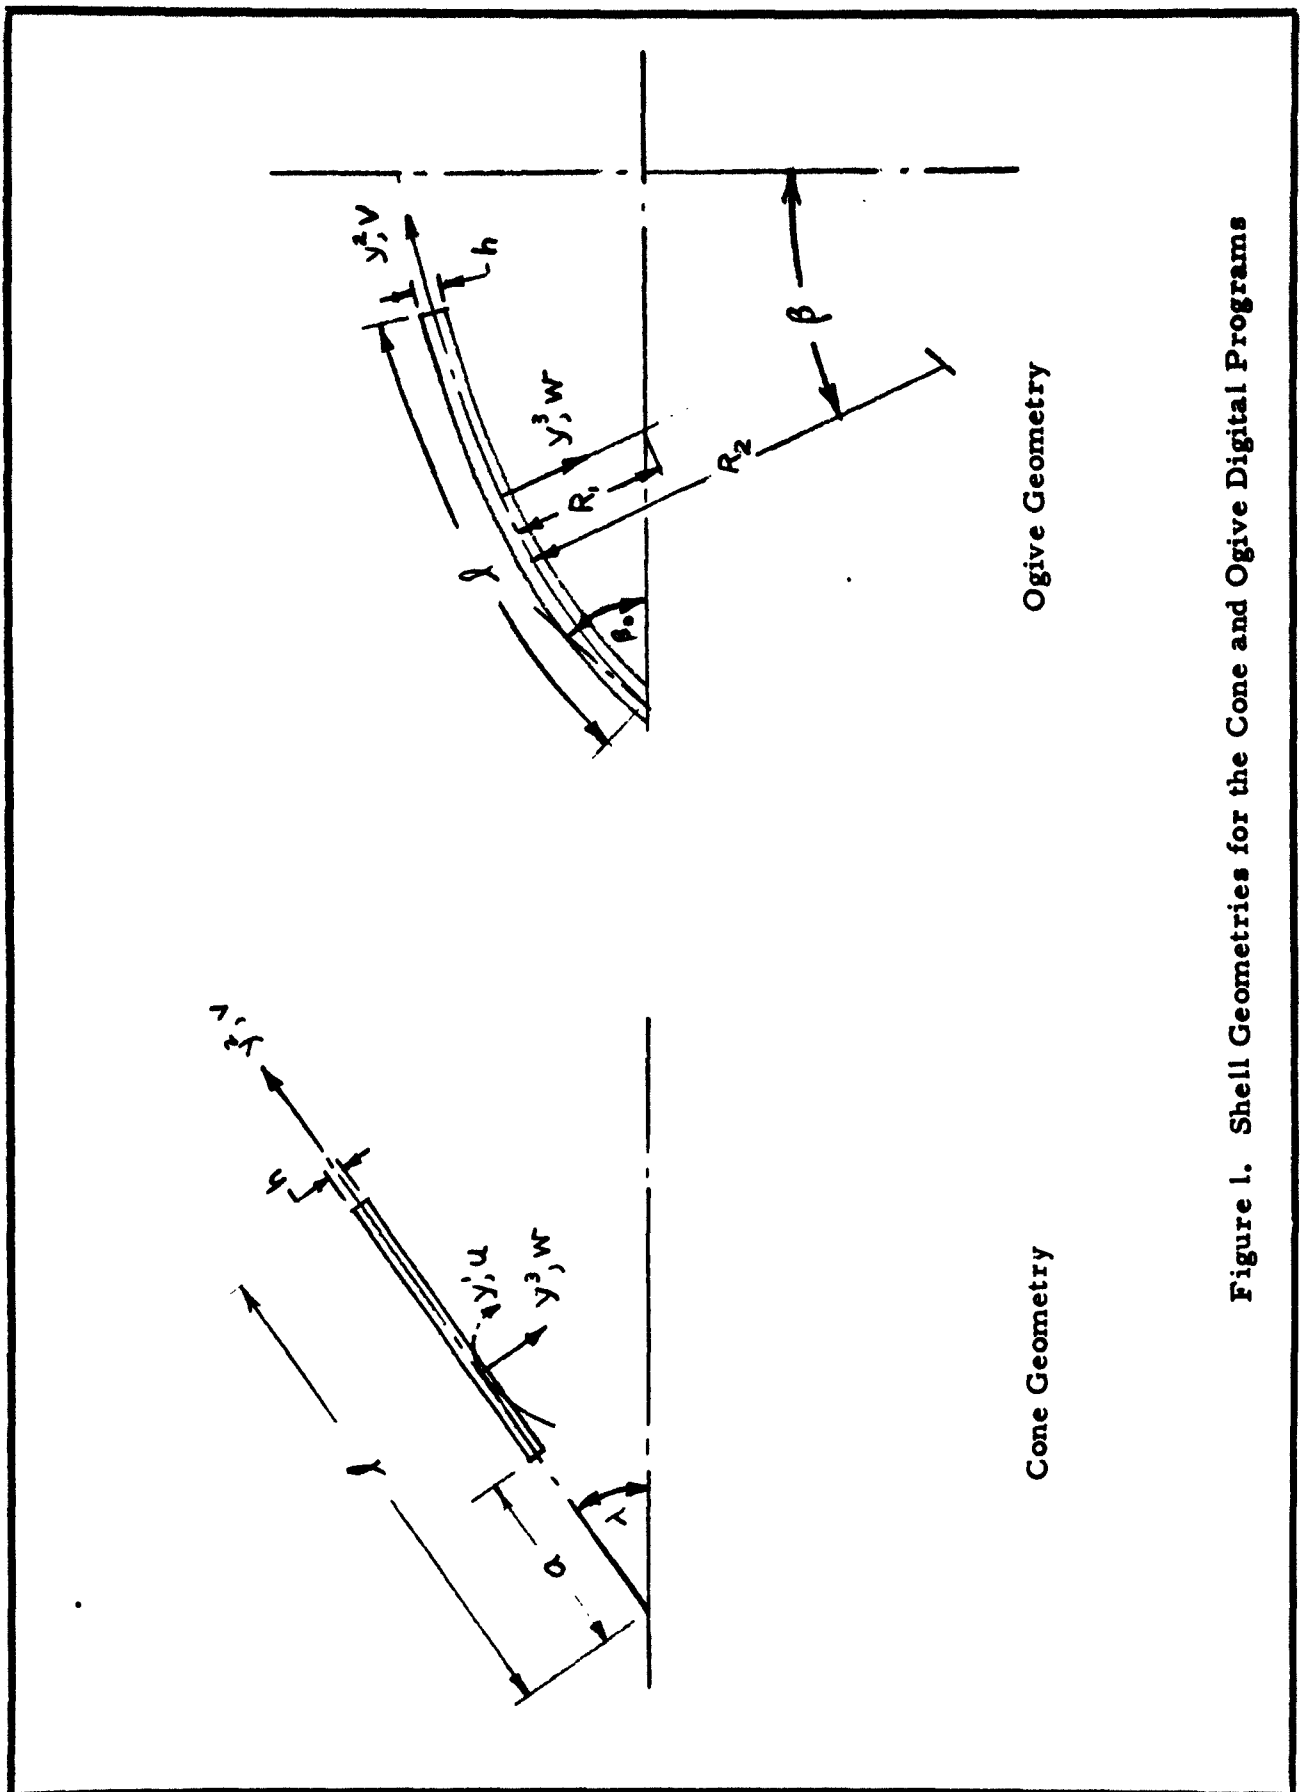 y², v
h
l
a
y¹, u
y³, w
λ
Cone Geometry
y², v
h
l
y³, w
R₁
R₂
β₀
β
Ogive Geometry
Figure 1. Shell Geometries for the Cone and Ogive Digital Programs